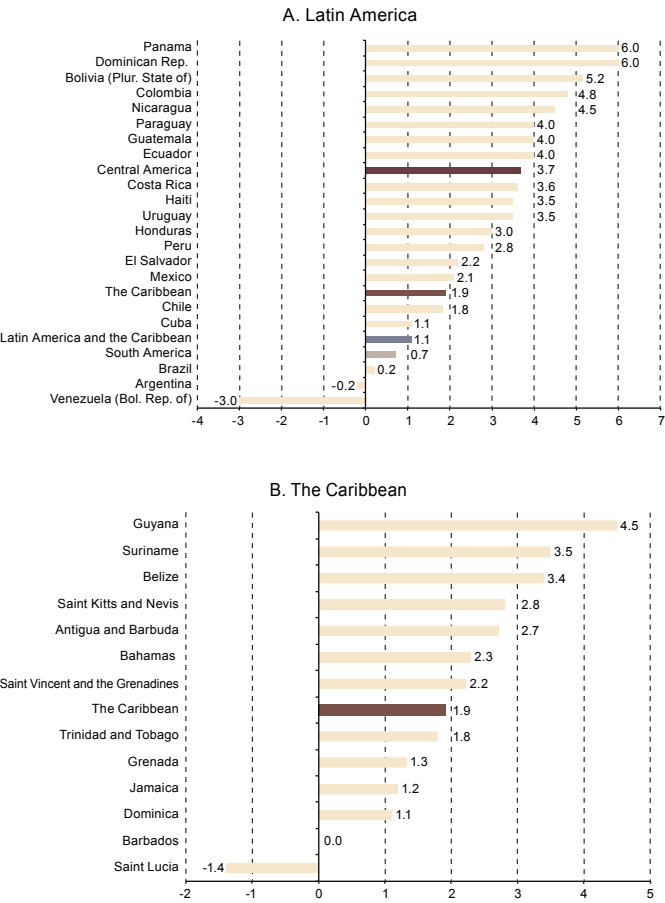 A. Latin America
Panama 6.0
Dominican Rep. 6.0
Bolivia (Plur. State of) 5.2
Colombia 4.8
Nicaragua 4.5
Paraguay 4.0
Guatemala 4.0
Ecuador 4.0
Central America 3.7
Costa Rica 3.6
Haiti 3.5
Uruguay 3.5
Honduras 3.0
Peru 2.8
El Salvador 2.2
Mexico 2.1
The Caribbean 1.9
Chile 1.8
Cuba 1.1
Latin America and the Caribbean 1.1
South America 0.7
Brazil 0.2
Argentina -0.2
Venezuela (Bol. Rep. of) -3.0
-4 -3 -2 -1 0 1 2 3 4 5 6 7
B. The Caribbean
Guyana 4.5
Suriname 3.5
Belize 3.4
Saint Kitts and Nevis 2.8
Antigua and Barbuda 2.7
Bahamas 2.3
Saint Vincent and the Grenadines 2.2
The Caribbean 1.9
Trinidad and Tobago 1.8
Grenada 1.3
Jamaica 1.2
Dominica 1.1
Barbados 0.0
Saint Lucia -1.4
-2 -1 0 1 2 3 4 5